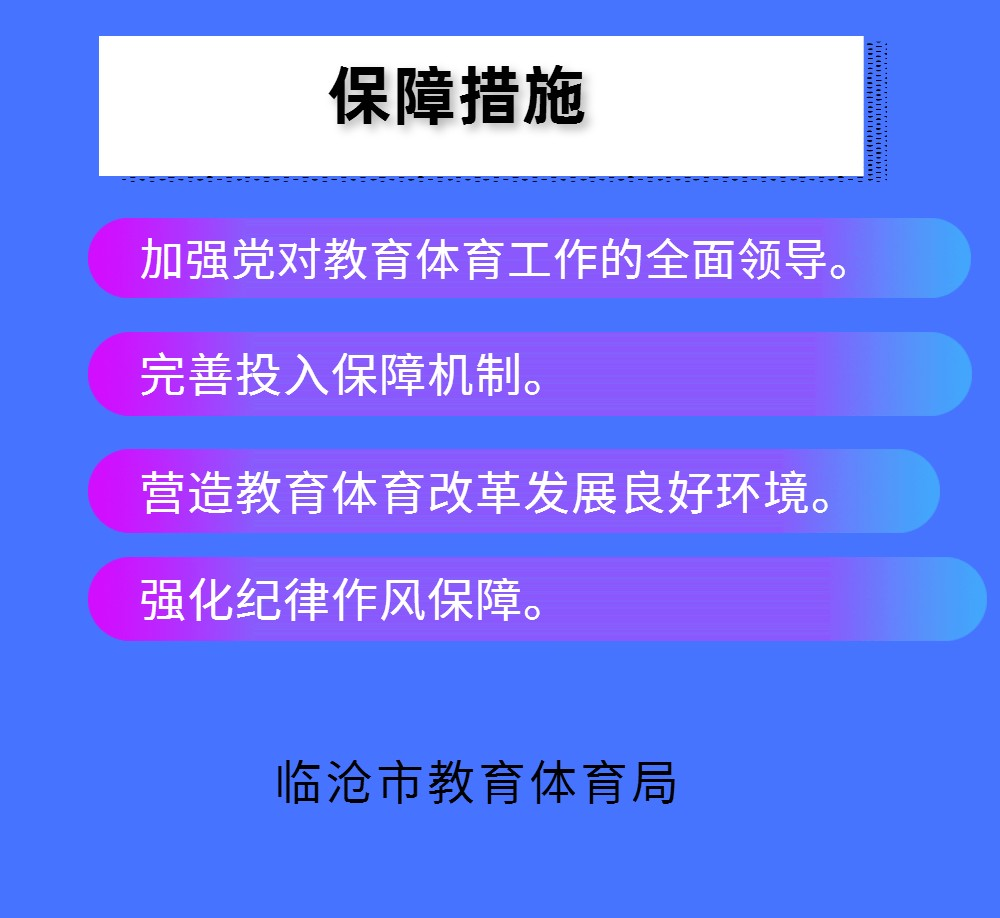 保障措施
加强党对教育体育工作的全面领导。
完善投入保障机制。
营造教育体育改革发展良好环境。
强化纪律作风保障。
临沧市教育体育局